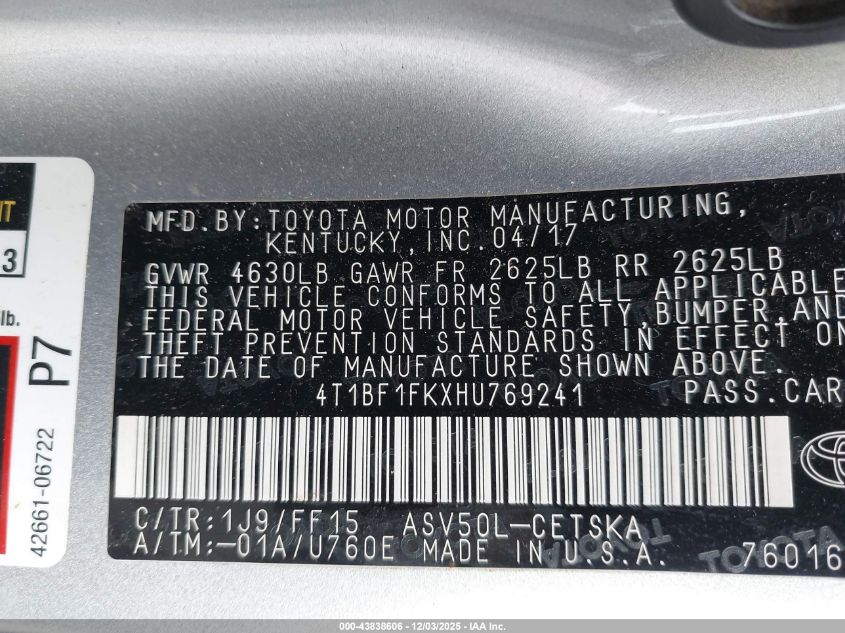 IT
3
lb.
P7
42661-06722
MFD.BY:TOYOTA MOTOR MANUFACTURING,
KENTUCKY,INC.04/17
GVWR 4630LB GAWR FR 2625LB RR 2625LB
THIS VEHICLE CONFORMS TO ALL APPLICABLE
FEDERAL MOTOR VEHICLE SAFETY,BUMPER,AND
THEFT PREVENTION STANDARDS IN EFFECT ON
THE DATE OF MANUFACTURE SHOWN ABOVE.
4T1BF1FKXHU769241 PASS.CAR
C/TR:1J9/FF15 ASV50L-CETSKA
A/TM:-01A/U760E MADE IN U.S.A. 76016
000-43838606 - 12/03/2025 - IAA Inc.